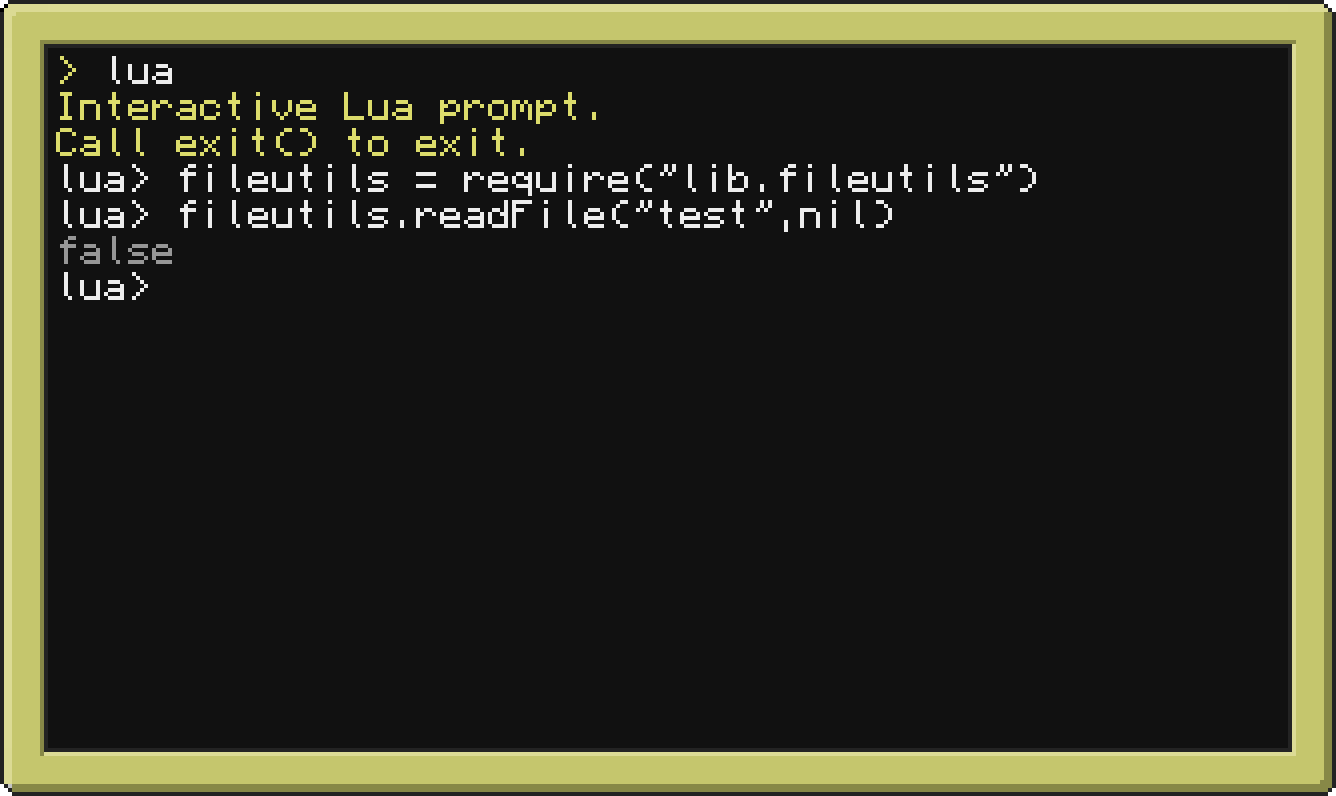 > lua
Interactive Lua prompt.
Call exit() to exit.
lua> fileutils = require("lib.fileutils")
lua> fileutils.readFile("test",nil)
false
lua>